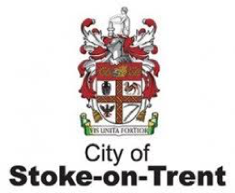 VIS UNITA FORTIOR
City of
Stoke-on-Trent